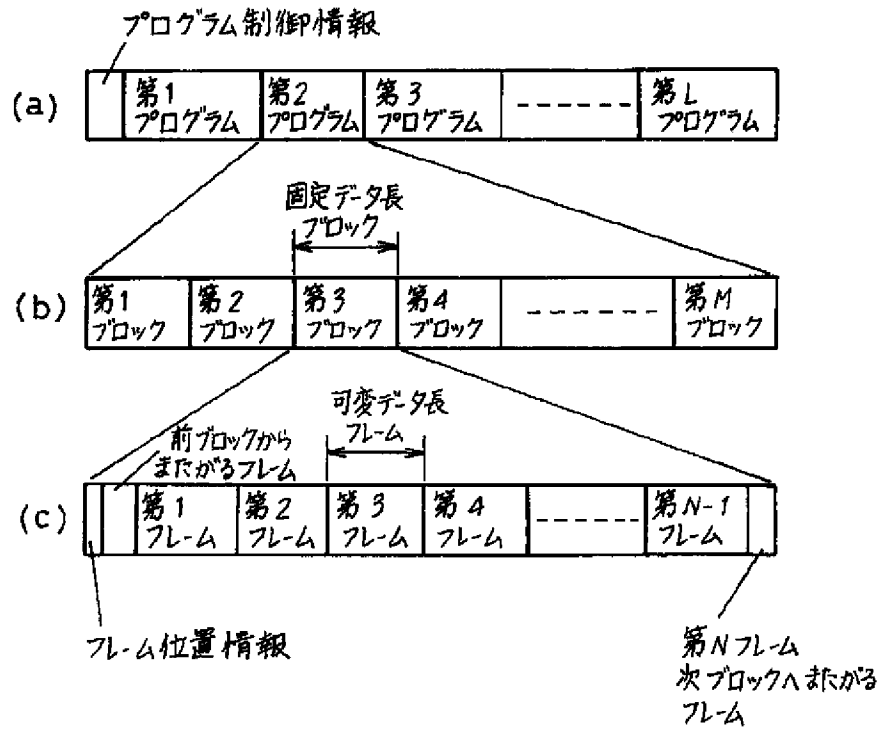 プログラム制御情報
(a)
第1
プログラム
第2
プログラム
第3
プログラム
第L
プログラム
固定データ長
ブロック
(b)
第1
ブロック
第2
ブロック
第3
ブロック
第4
ブロック
第M
ブロック
可変データ長
フレーム
前ブロックから
またがるフレーム
(c)
第1
フレーム
第2
フレーム
第3
フレーム
第4
フレーム
第N-1
フレーム
フレーム位置情報
第Nフレーム
次ブロックへまたがる
フレーム